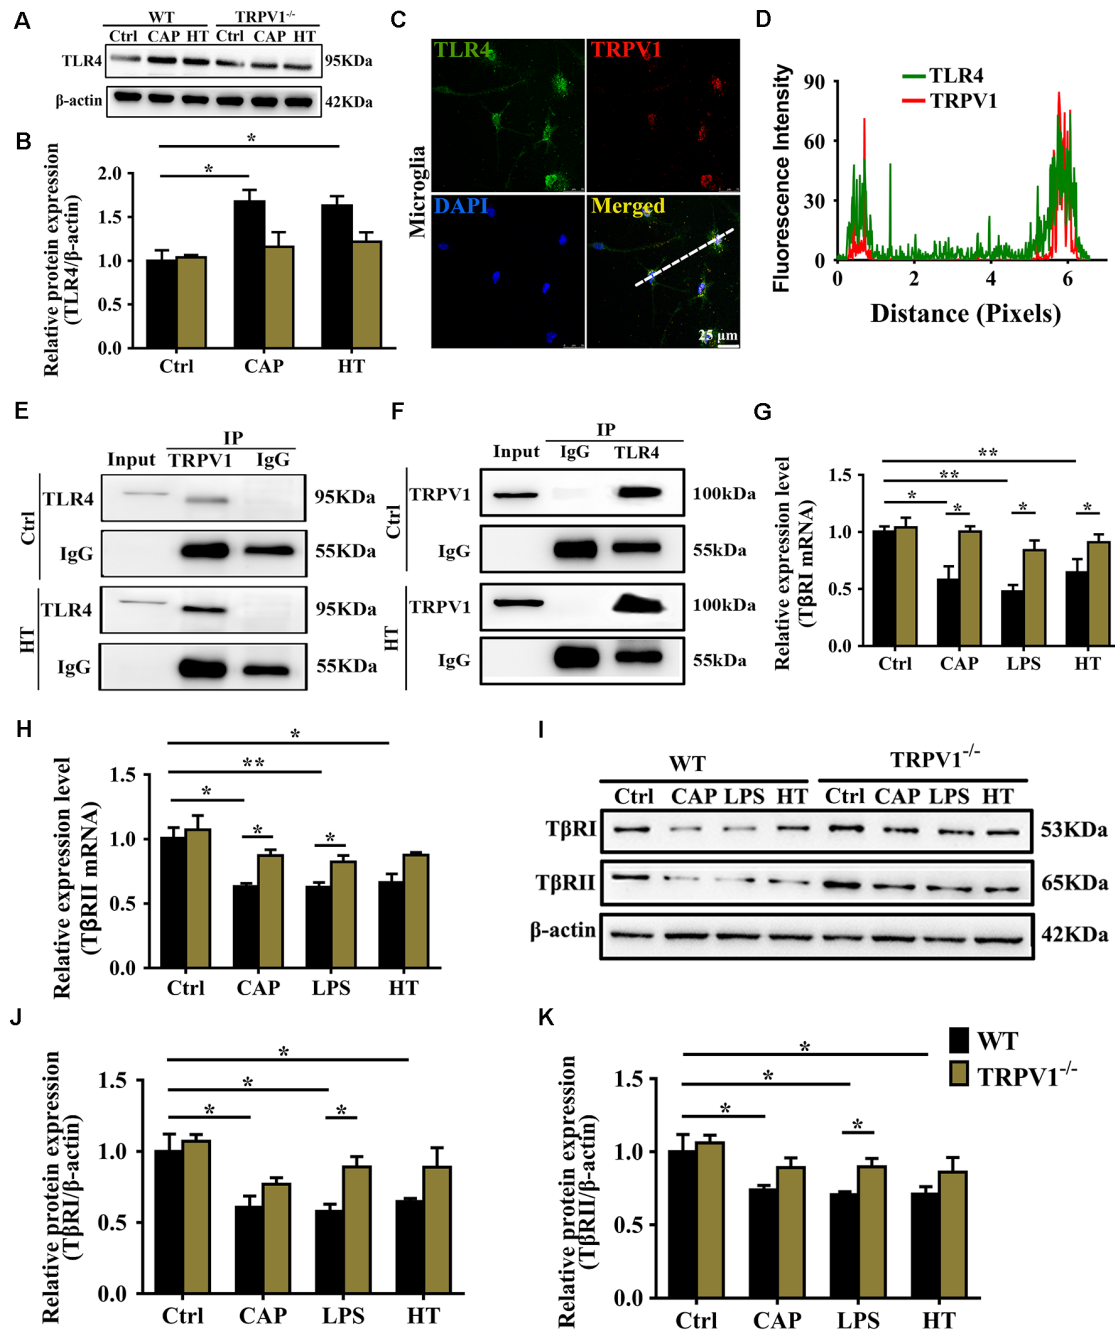 A
WT TRPV1-/-
Ctrl CAP HT Ctrl CAP HT
TLR4 95KDa
β-actin 42KDa
B
Relative protein expression
(TLR4/β-actin)
2.0
1.5
1.0
0.5
0.0
* *
Ctrl CAP HT
C
Microglia
TLR4 TRPV1
DAPI Merged
25 μm
D
Fluorescence Intensity
90
60
30
0
TLR4
TRPV1
0 2 4 6
Distance (Pixels)
E
IP
Input TRPV1 IgG
Ctrl
TLR4 95KDa
IgG 55KDa
HT
TLR4 95KDa
IgG 55KDa
F
IP
Input IgG TLR4
Ctrl
TRPV1 100kDa
IgG 55kDa
HT
TRPV1 100kDa
IgG 55kDa
G
Relative expression level
(TβRI mRNA)
1.5
1.0
0.5
0.0
**
**
* * * *
Ctrl CAP LPS HT
H
Relative expression level
(TβRII mRNA)
1.5
1.0
0.5
0.0
*
**
*
* *
Ctrl CAP LPS HT
I
WT TRPV1-/-
Ctrl CAP LPS HT Ctrl CAP LPS HT
TβRI 53KDa
TβRII 65KDa
β-actin 42KDa
J
Relative protein expression
(TβRI/β-actin)
1.5
1.0
0.5
0.0
*
*
* *
Ctrl CAP LPS HT
K
Relative protein expression
(TβRII/β-actin)
1.5
1.0
0.5
0.0
*
*
* *
Ctrl CAP LPS HT
WT
TRPV1-/-